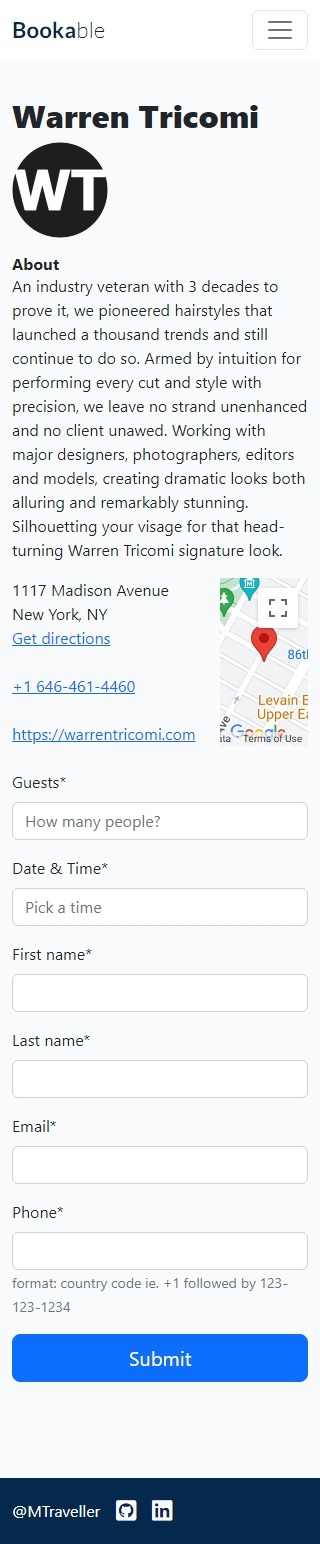 Bookable
Warren Tricomi
WT
About
An industry veteran with 3 decades to
prove it, we pioneered hairstyles that
launched a thousand trends and still
continue to do so. Armed by intuition for
performing every cut and style with
precision, we leave no strand unenhanced
and no client unawed. Working with
major designers, photographers, editors
and models, creating dramatic looks both
alluring and remarkably stunning.
Silhouetting your visage for that head-
turning Warren Tricomi signature look.
1117 Madison Avenue
New York, NY
Get directions
+1 646-461-4460
https://warrentricomi.com
86th
Levain B
Upper Ea
Google
ata Terms of Use
Guests*
How many people?
Date & Time*
Pick a time
First name*
Last name*
Email*
Phone*
format: country code ie. +1 followed by 123-
123-1234
Submit
@MTraveller
in